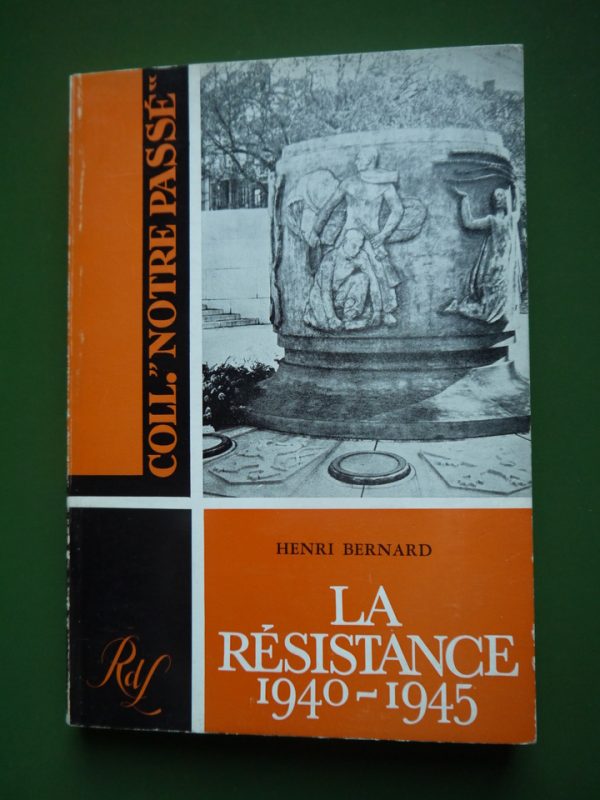 COLL. "NOTRE PASSÉ"
HENRI BERNARD
LA
RÉSISTANCE
1940-1945
RdL